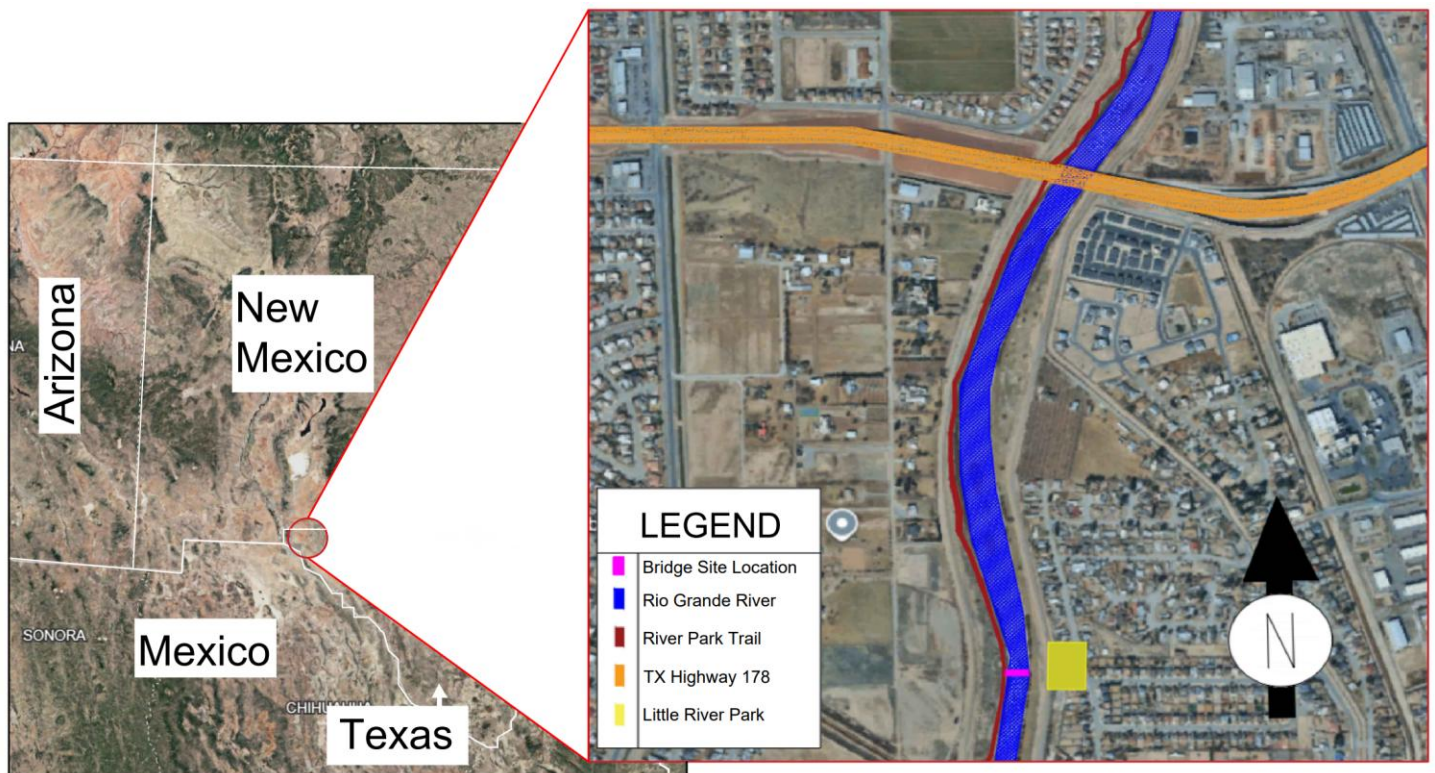 Arizona
NA
New
Mexico
SONORA
Mexico
CHIHUAHUA
Texas
LEGEND
Bridge Site Location
Rio Grande River
River Park Trail
TX Highway 178
Little River Park
N